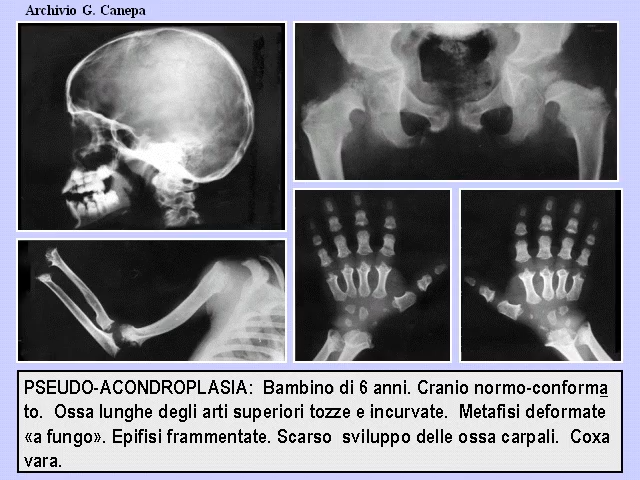 Archivio G. Canepa
PSEUDO-ACONDROPLASIA: Bambino di 6 anni. Cranio normo-conforma
to. Ossa lunghe degli arti superiori tozze e incurvate. Metafisi deformate
«a fungo». Epifisi frammentate. Scarso sviluppo delle ossa carpali. Coxa
vara.